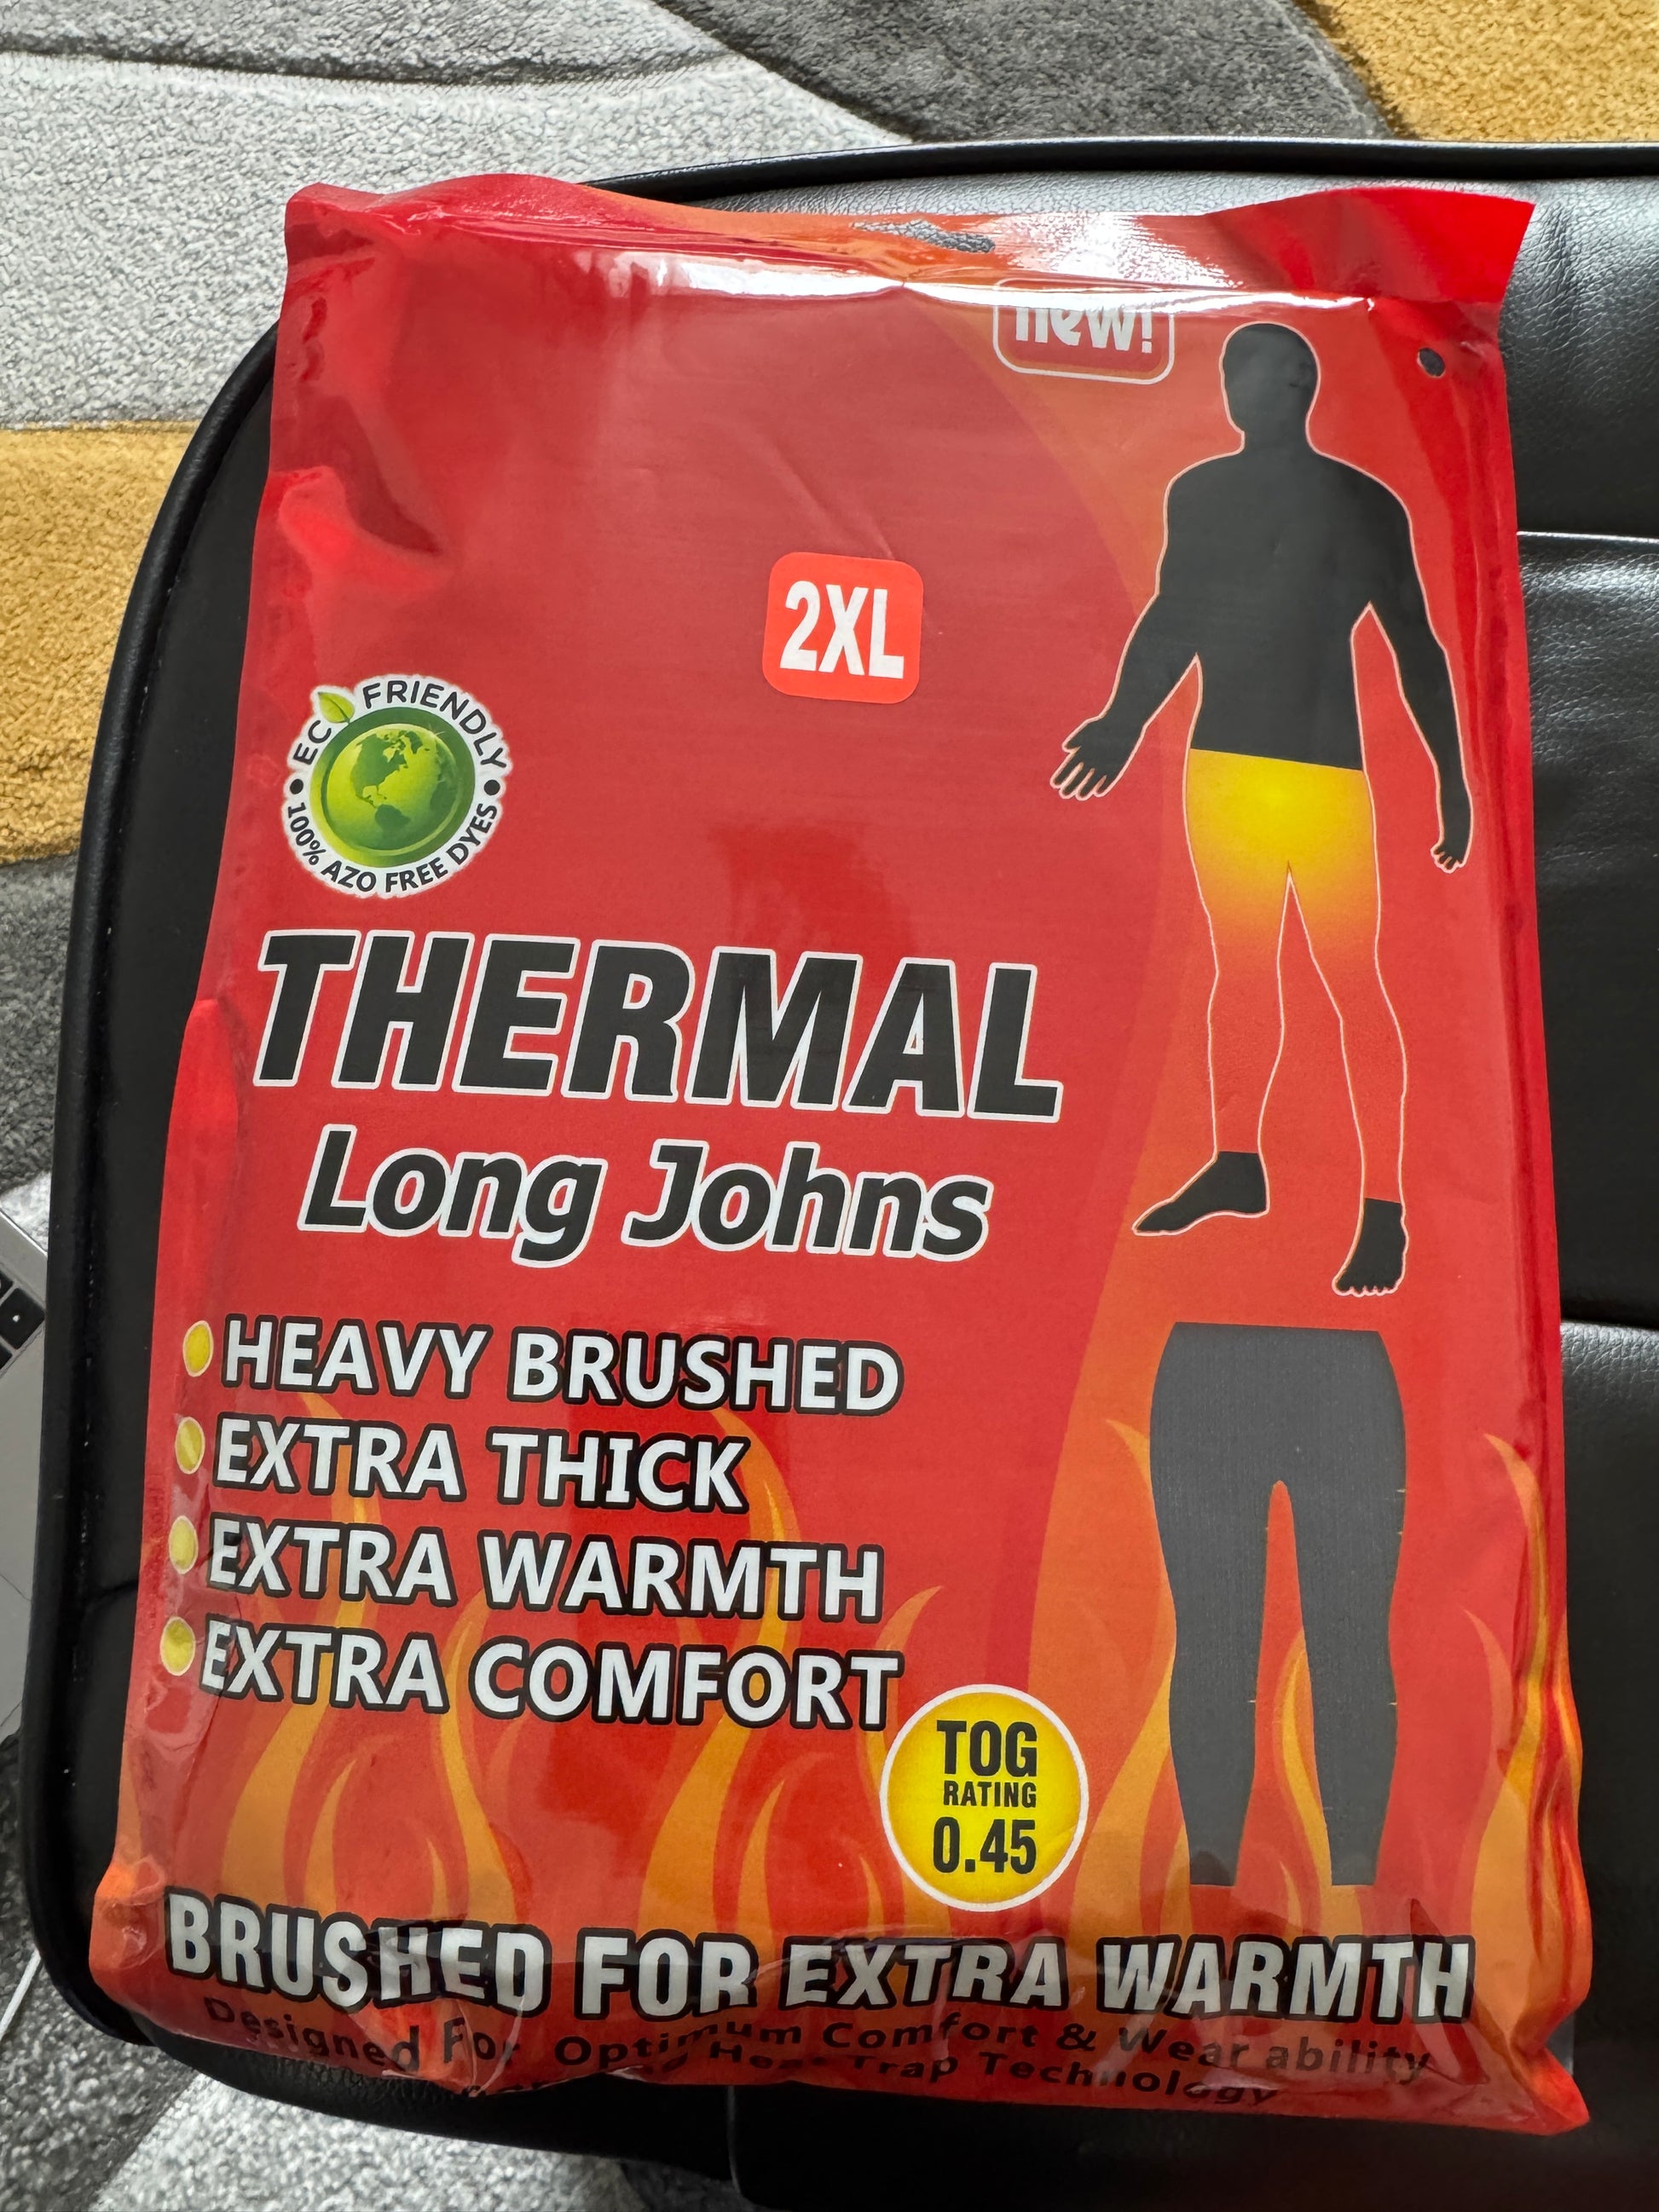 new!
2XL
ECO FRIENDLY
100% AZO FREE DYES
THERMAL
Long Johns
HEAVY BRUSHED
EXTRA THICK
EXTRA WARMTH
EXTRA COMFORT
TOG
RATING
0.45
BRUSHED FOR EXTRA WARMTH
Designed For Optimum Comfort & Wear ability
Heat Trap Technology